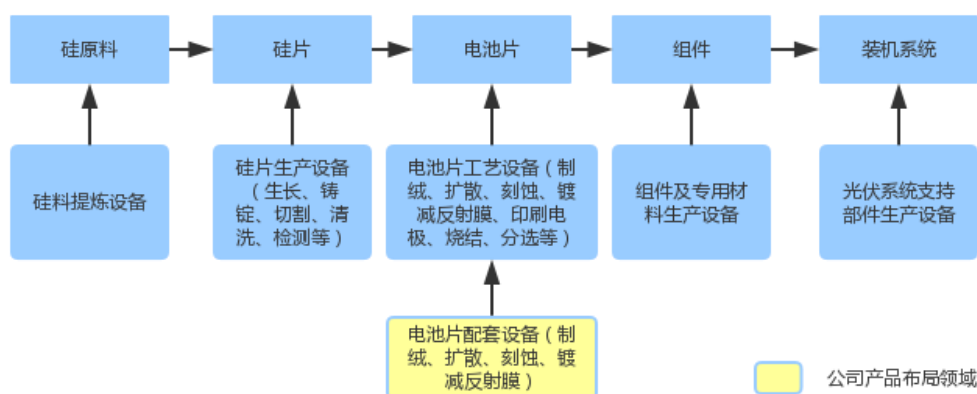 硅原料
硅片
电池片
组件
装机系统
硅料提炼设备
硅片生产设备
（生长、铸
锭、切割、清
洗、检测等）
电池片工艺设备（制
绒、扩散、刻蚀、镀
减反射膜、印刷电
极、烧结、分选等）
组件及专用材
料生产设备
光伏系统支持
部件生产设备
电池片配套设备（制
绒、扩散、刻蚀、镀
减反射膜）
公司产品布局领域